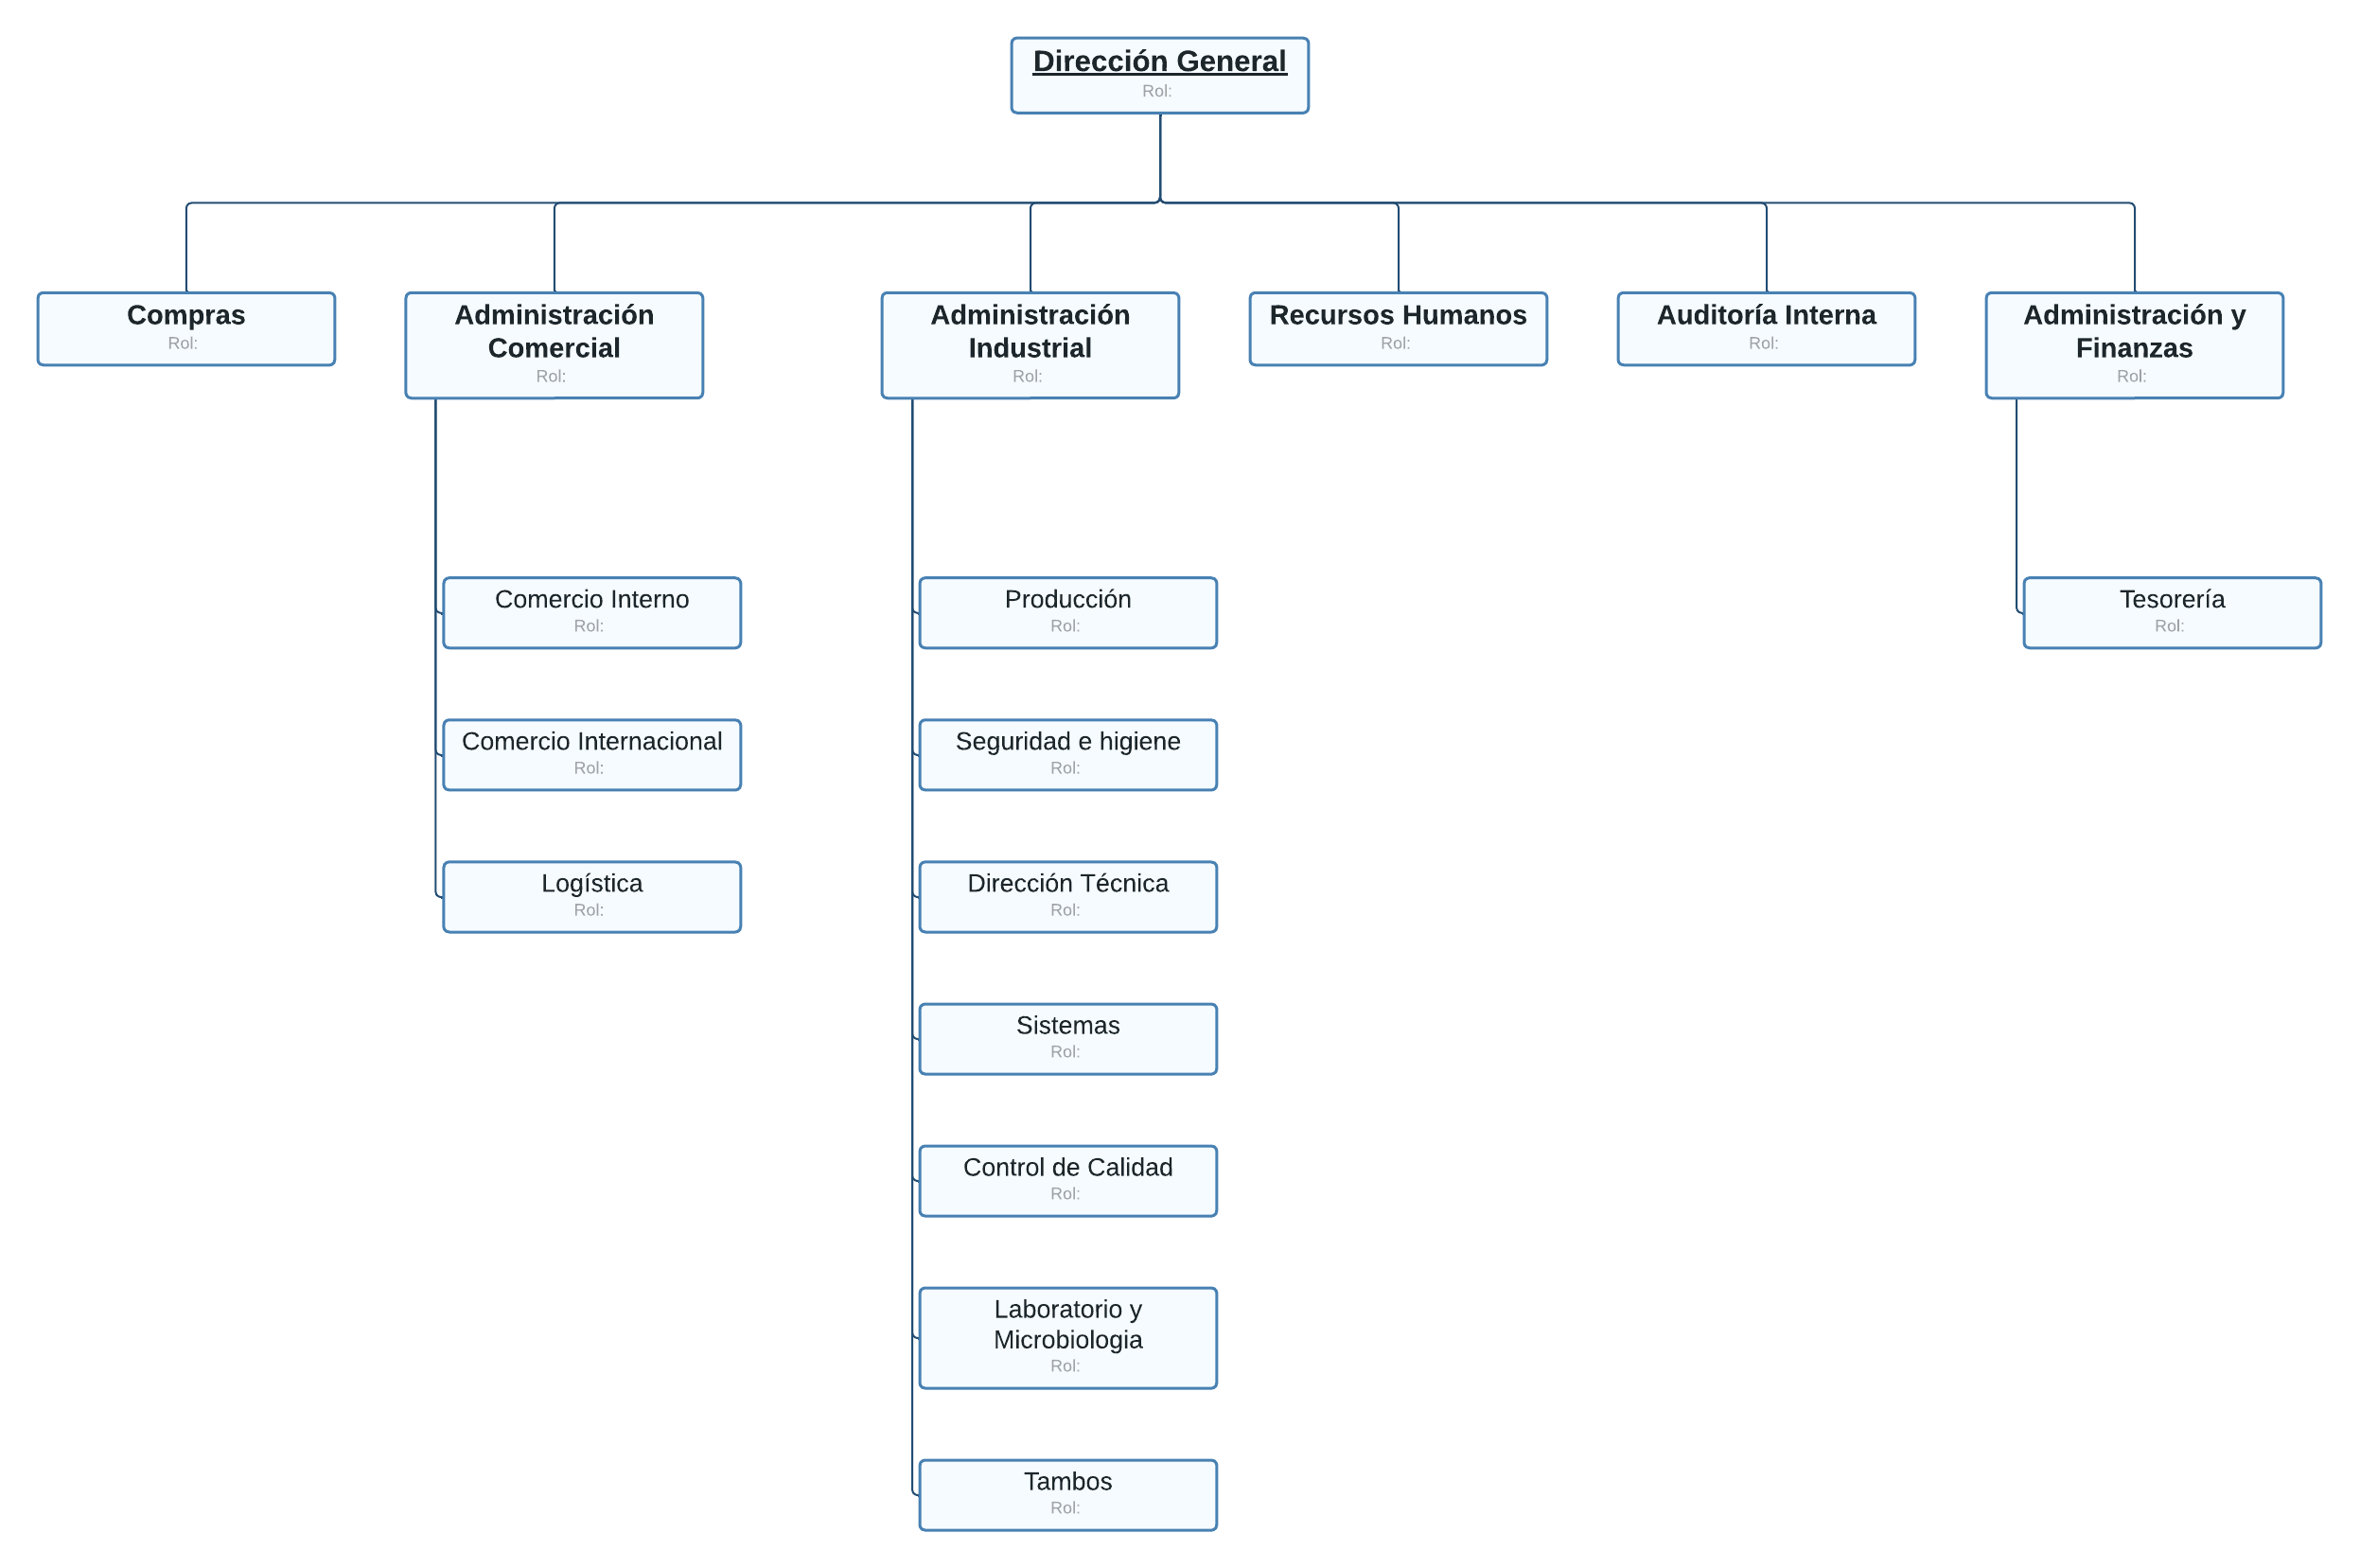 Dirección General
Rol:
Compras
Rol:
Administración
Comercial
Rol:
Administración
Industrial
Rol:
Recursos Humanos
Rol:
Auditoría Interna
Rol:
Administración y
Finanzas
Rol:
Comercio Interno
Rol:
Comercio Internacional
Rol:
Logística
Rol:
Producción
Rol:
Seguridad e higiene
Rol:
Dirección Técnica
Rol:
Sistemas
Rol:
Control de Calidad
Rol:
Laboratorio y
Microbiologia
Rol:
Tambos
Rol:
Tesorería
Rol: